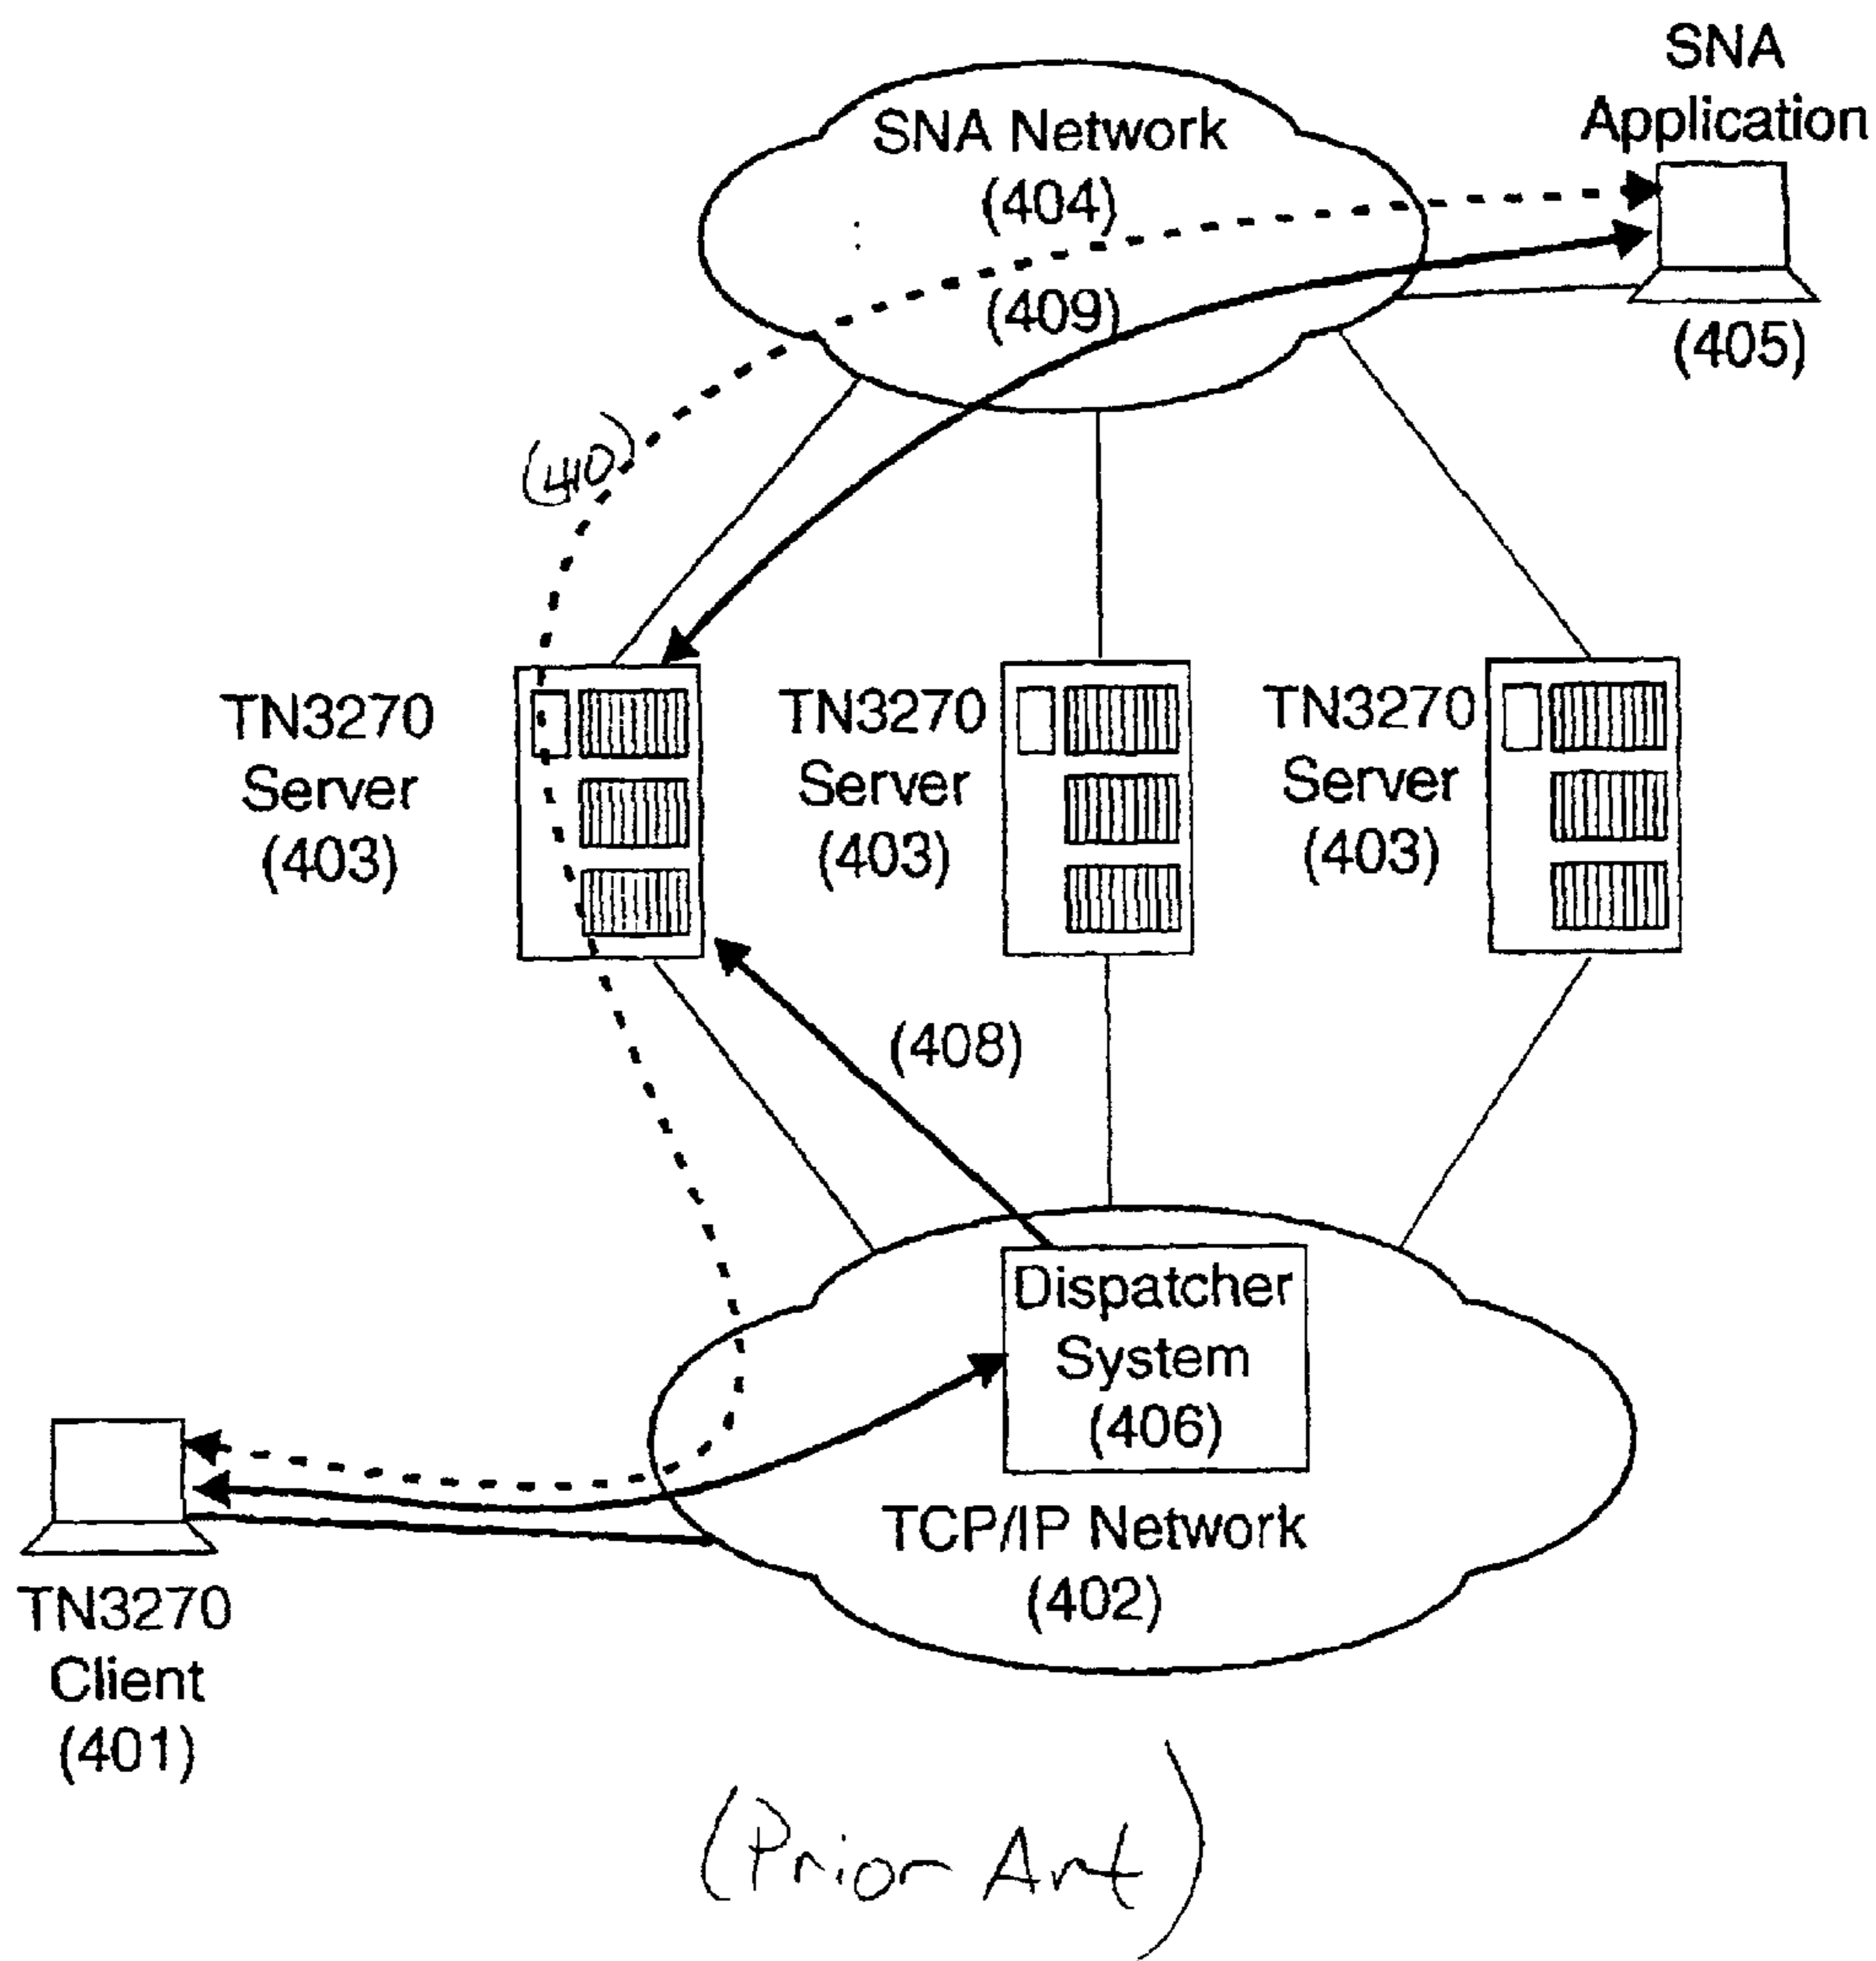 SNA
Application
(405)
SNA Network
(404)
(409)
(410)
TN3270
Server
(403)
TN3270
Server
(403)
TN3270
Server
(403)
(408)
Dispatcher
System
(406)
TCP/IP Network
(402)
TN3270
Client
(401)
(Prior Art)